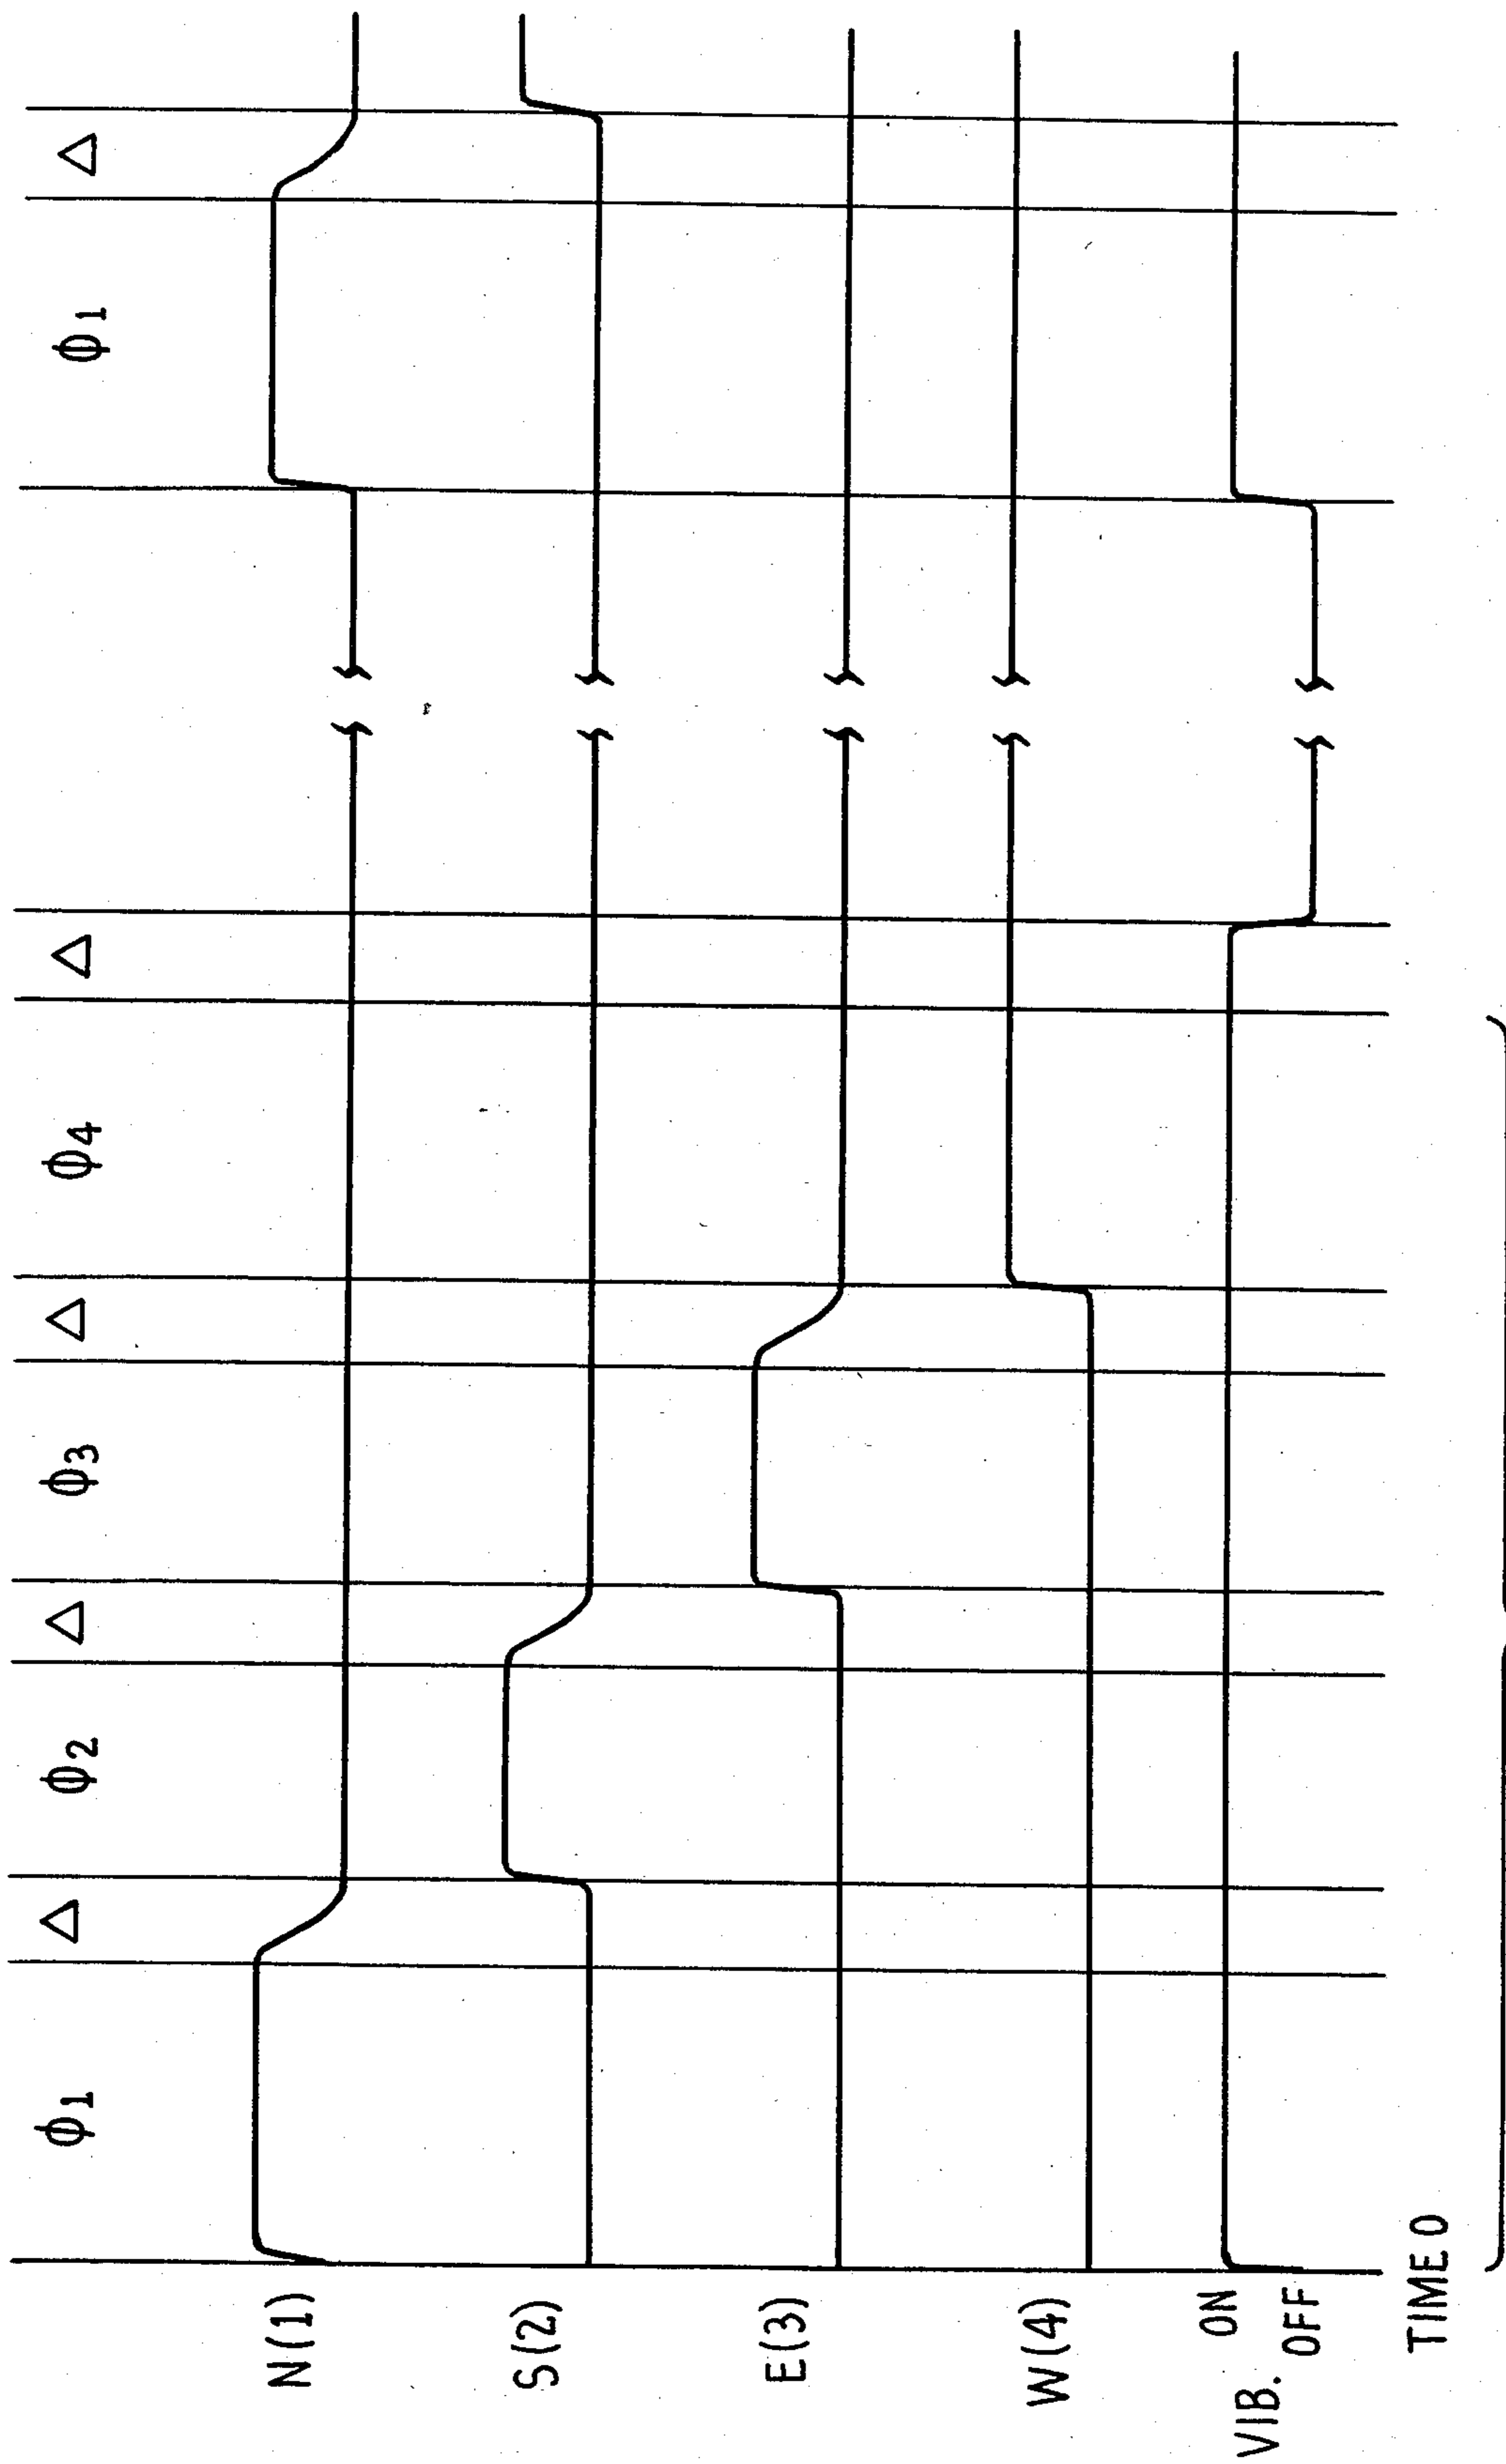 ϕ1 Δ ϕ2 Δ ϕ3 Δ ϕ4 Δ ϕ1 Δ
N(1)
S(2)
E(3)
W(4)
VIB. ON
OFF
TIME 0